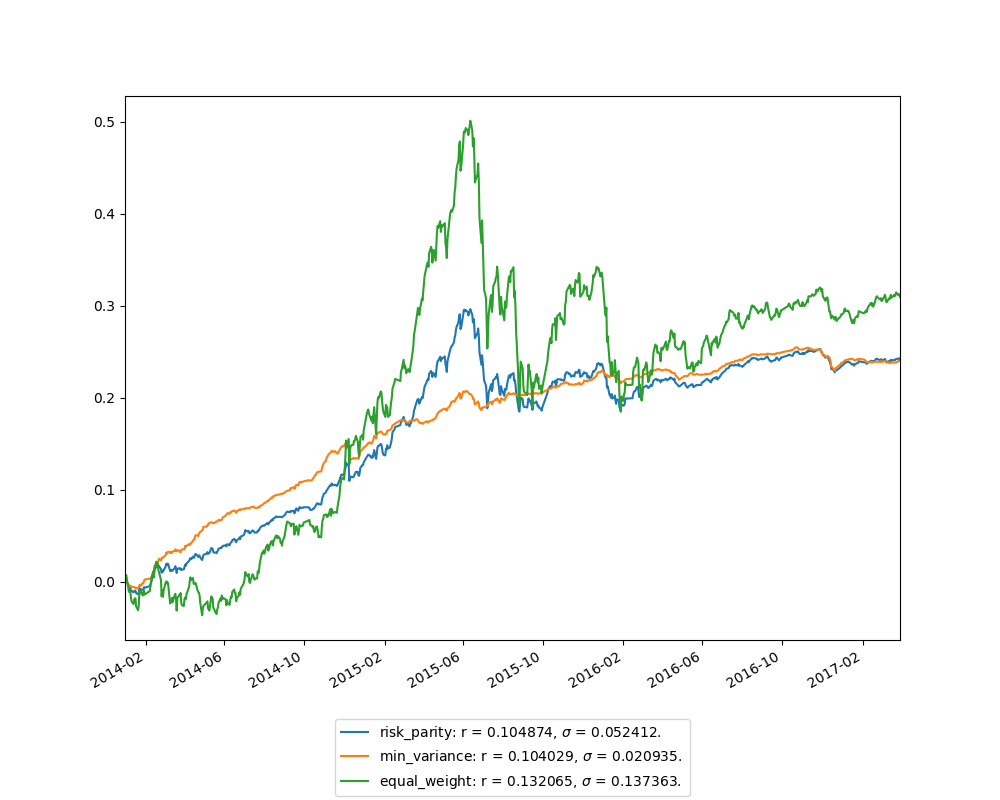 0.5
0.4
0.3
0.2
0.1
0.0
2014-02 2014-06 2014-10 2015-02 2015-06 2015-10 2016-02 2016-06 2016-10 2017-02
risk_parity: r = 0.104874, σ = 0.052412.
min_variance: r = 0.104029, σ = 0.020935.
equal_weight: r = 0.132065, σ = 0.137363.